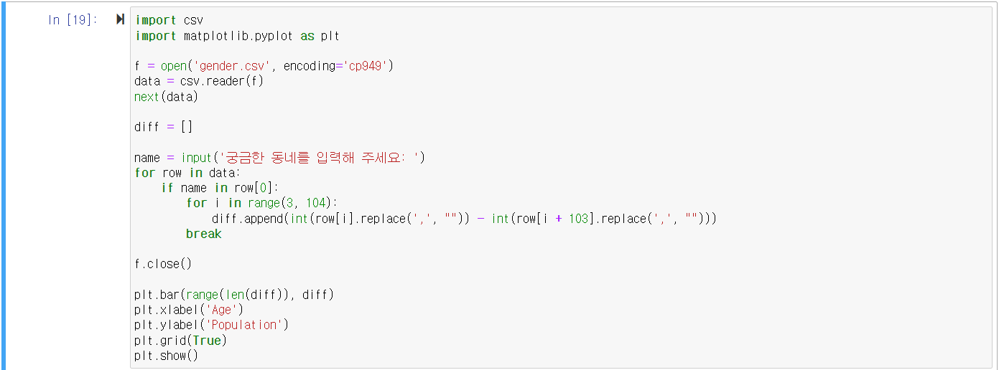 In [19]:
import csv
import matplotlib.pyplot as plt

f = open('gender.csv', encoding='cp949')
data = csv.reader(f)
next(data)

diff = []

name = input('궁금한 동네를 입력해 주세요: ')
for row in data:
    if name in row[0]:
        for i in range(3, 104):
            diff.append(int(row[i].replace(',', "")) - int(row[i + 103].replace(',', "")))
        break

f.close()

plt.bar(range(len(diff)), diff)
plt.xlabel('Age')
plt.ylabel('Population')
plt.grid(True)
plt.show()